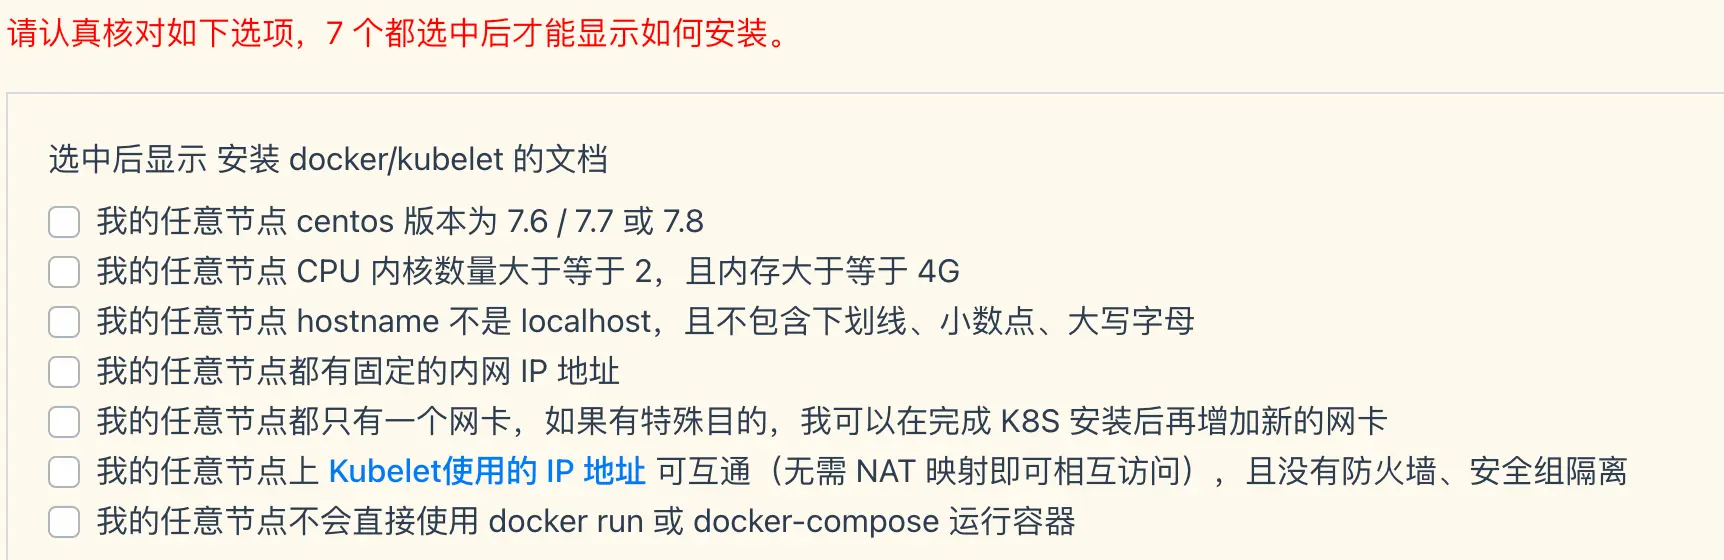 请认真核对如下选项，7 个都选中后才能显示如何安装。
选中后显示 安装 docker/kubelet 的文档
我的任意节点 centos 版本为 7.6 / 7.7 或 7.8
我的任意节点 CPU 内核数量大于等于 2，且内存大于等于 4G
我的任意节点 hostname 不是 localhost，且不包含下划线、小数点、大写字母
我的任意节点都有固定的内网 IP 地址
我的任意节点都只有一个网卡，如果有特殊目的，我可以在完成 K8S 安装后再增加新的网卡
我的任意节点上 Kubelet使用的 IP 地址 可互通（无需 NAT 映射即可相互访问），且没有防火墙、安全组隔离
我的任意节点不会直接使用 docker run 或 docker-compose 运行容器